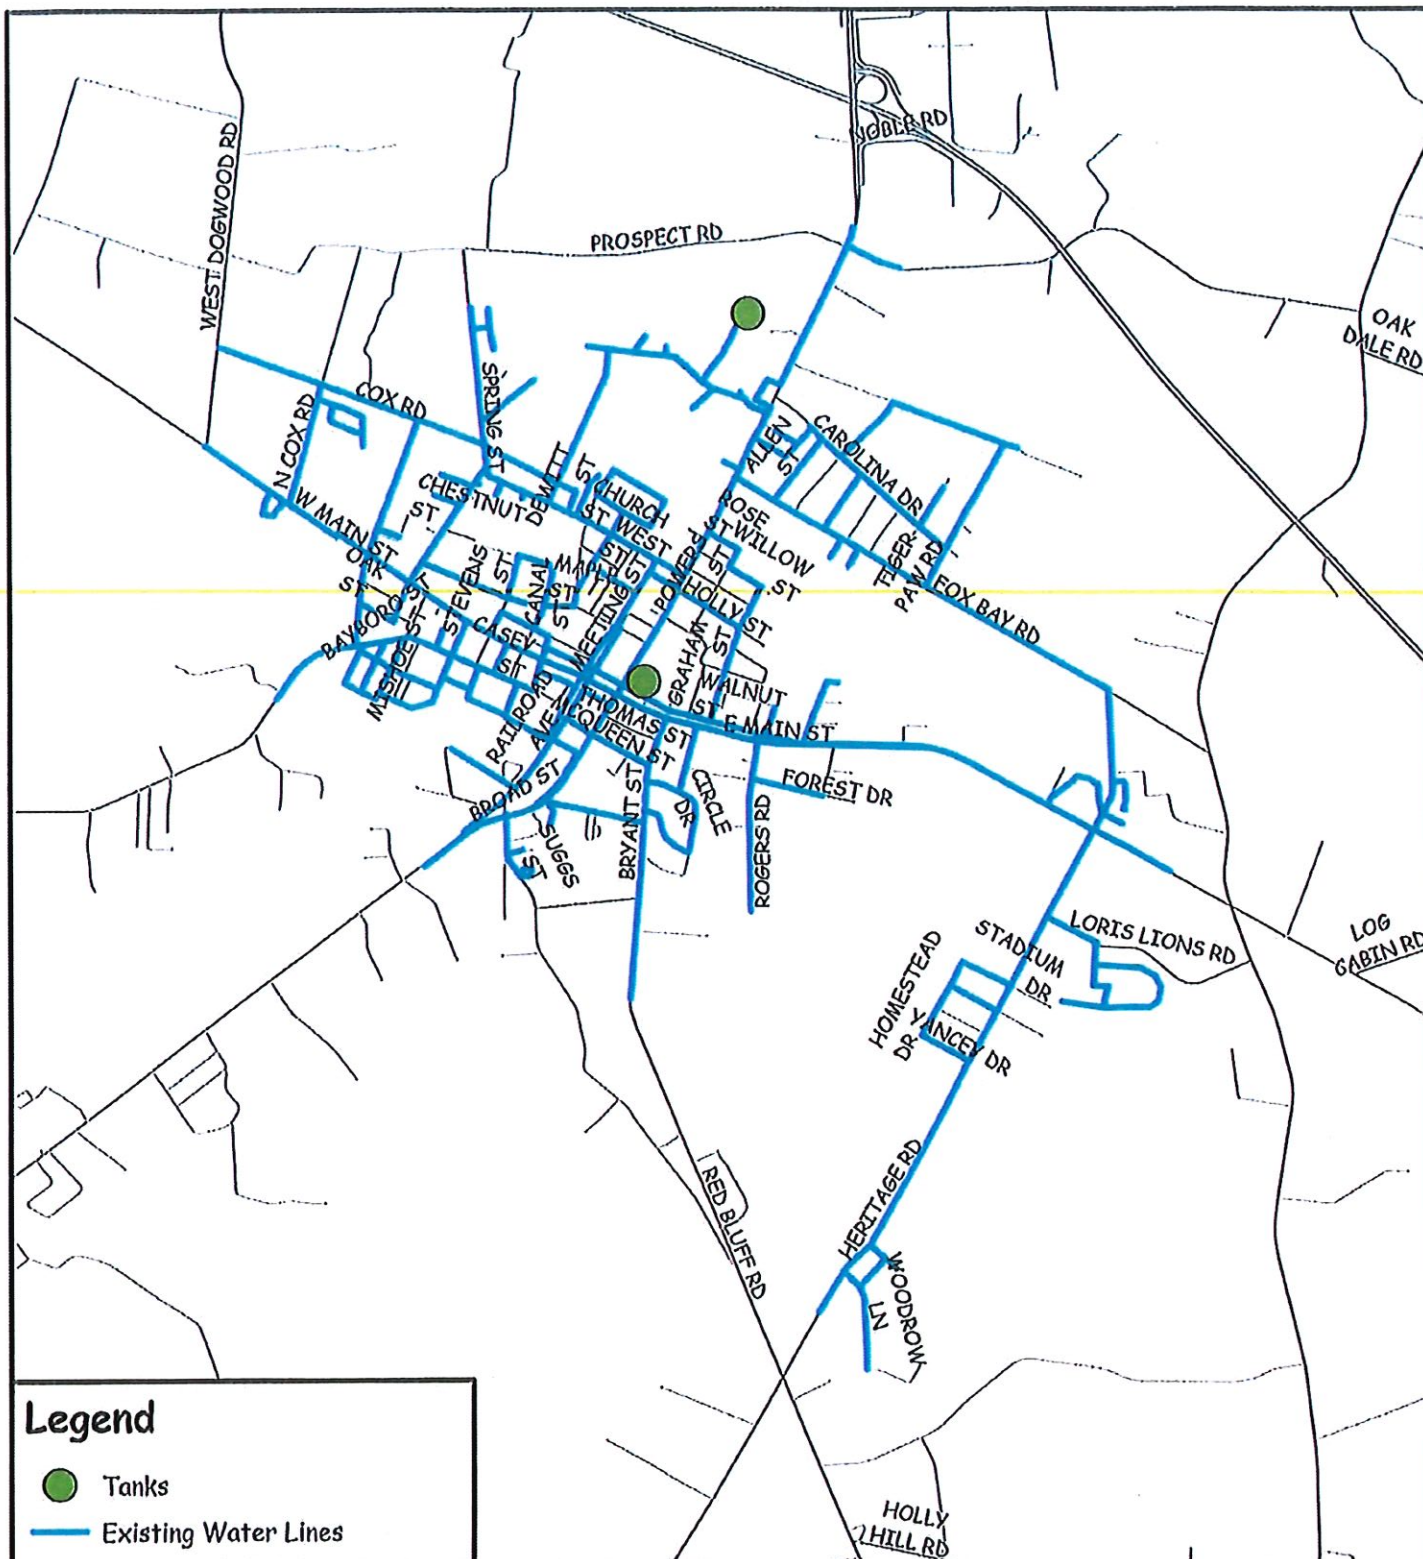 NOBLE RD
WEST DOGWOOD RD
PROSPECT RD
OAK
DALE RD
SPRING ST
COX RD
N COX RD
CAROLINA DR
ALLEN
ST
DEWITT
ST
CHESTNUT
ST
CHURCH
ST
ROSE
ST
W MAIN ST
WEST
ST
WILLOW
ST
OAK
ST
STEVENS
ST
CANAL
ST
MAPLE
ST
POWERS
ST
TIGER
PAW RD
FOX BAY RD
HOLLY ST
BAYBORO ST
MISHOE ST
CASEY
ST
MEETING ST
GRAHAM
ST
WALNUT
ST
E MAIN ST
RAILROAD
AVE
THOMAS ST
MCQUEEN ST
BROAD ST
FOREST DR
CIRCLE
DR
BRYANT ST
ROGERS RD
SUGGS
ST
LORIS LIONS RD
LOG
CABIN RD
STADIUM
DR
HOMESTEAD
DR
YANCEY DR
HERITAGE RD
RED BLUFF RD
WOODROW
LN
HOLLY
HILL RD
Legend
Tanks
Existing Water Lines